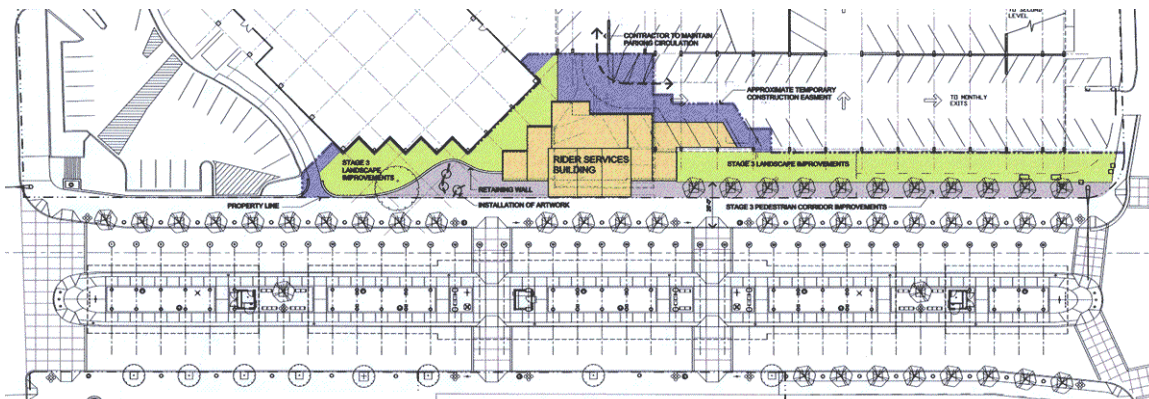 TO SECOND
LEVEL
CONTRACTOR TO MAINTAIN
PARKING CIRCULATION
APPROXIMATE TEMPORARY
CONSTRUCTION EASMENT
TO MONTHLY
EXITS
STAGE 3
LANDSCAPE
IMPROVEMENTS
RIDER SERVICES
BUILDING
STAGE 3 LANDSCAPE IMPROVEMENTS
RETAINING WALL
PROPERTY LINE
INSTALLATION OF ARTWORK
STAGE 3 PEDESTRIAN CORRIDOR IMPROVEMENTS